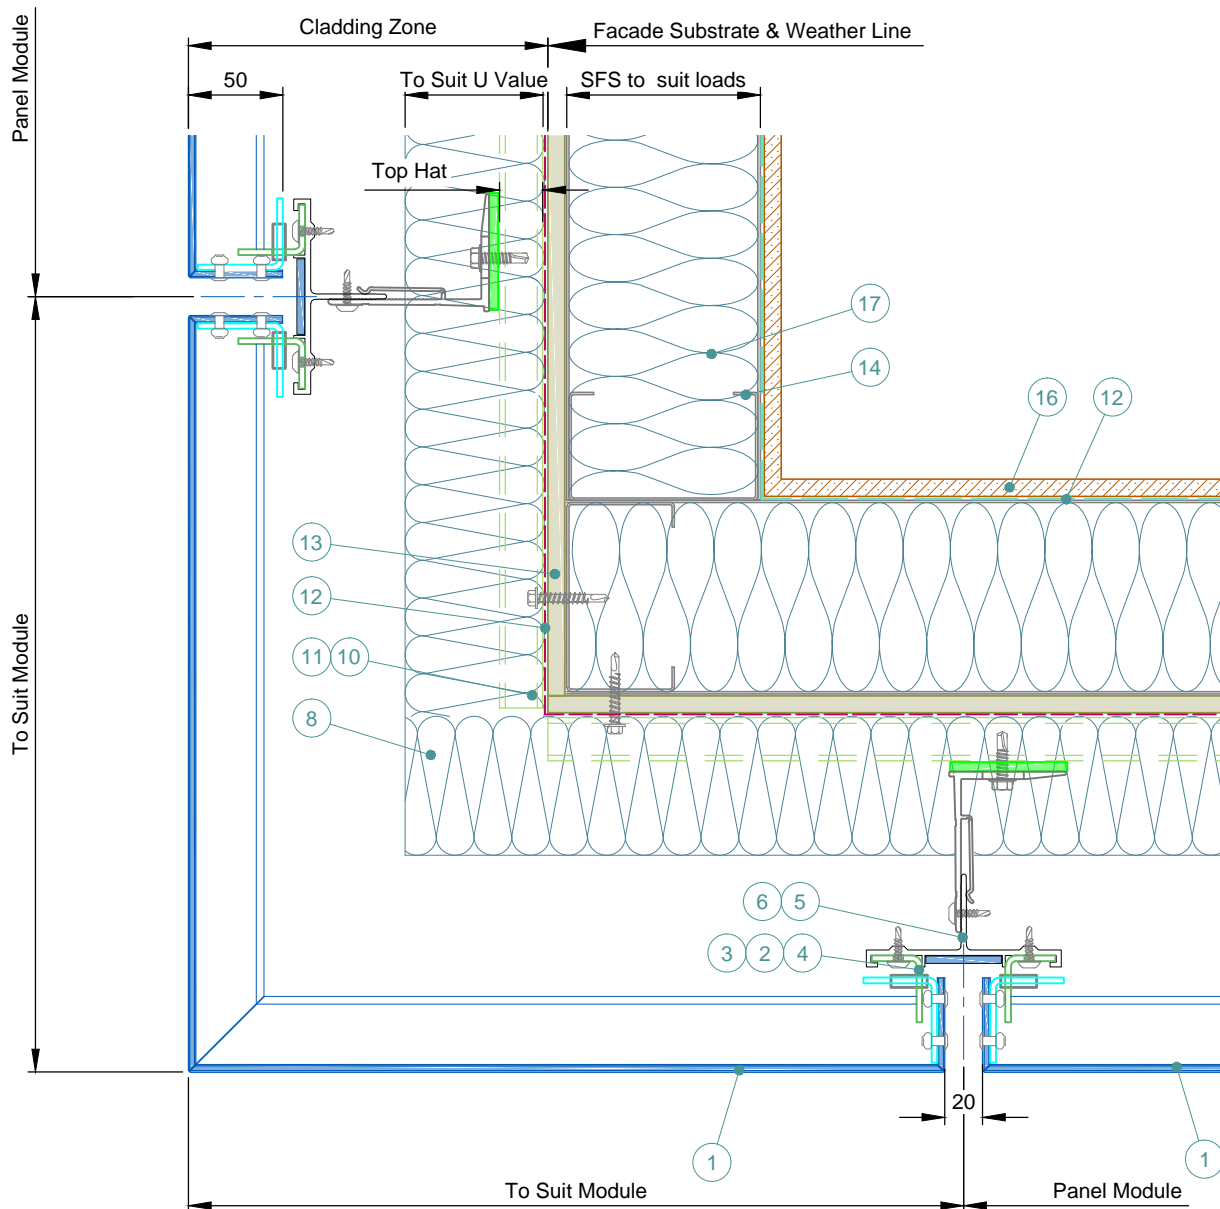 Cladding Zone
Facade Substrate & Weather Line
Panel Module
50
To Suit U Value
SFS to suit loads
Top Hat
17
14
16
12
13
12
11 10
8
To Suit Module
6 5
3 2 4
20
1
1
To Suit Module
Panel Module